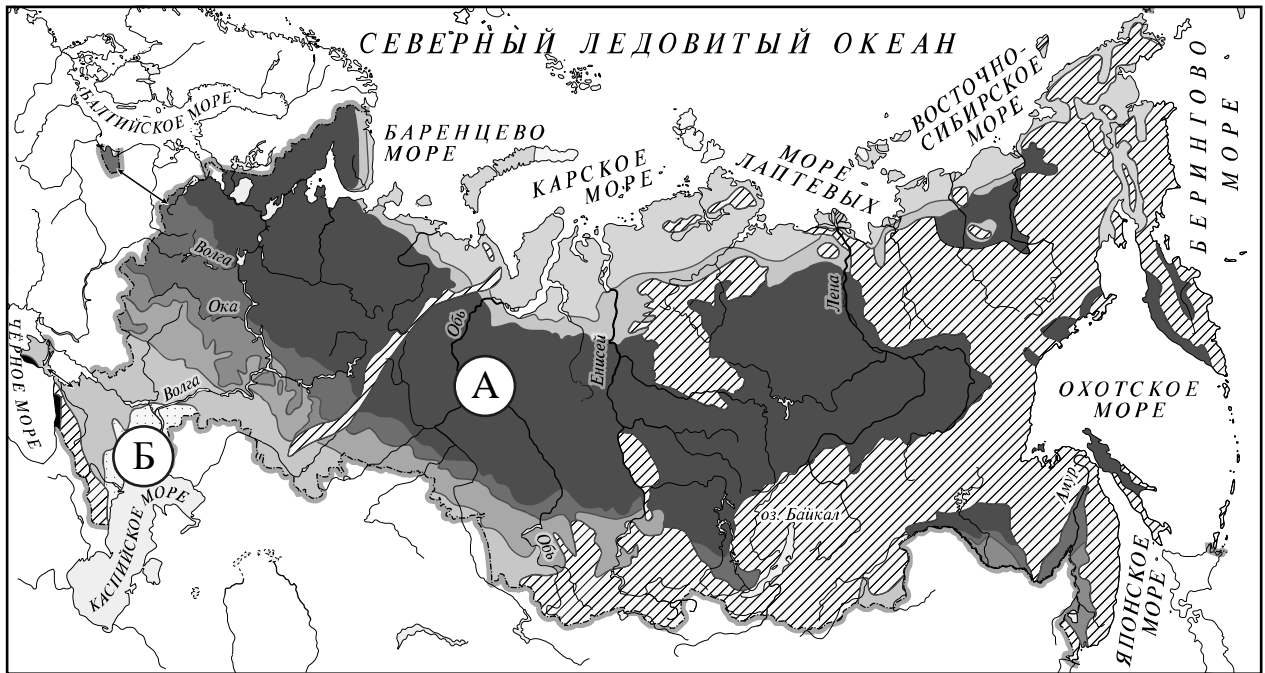 СЕВЕРНЫЙ ЛЕДОВИТЫЙ ОКЕАН
БАЛТИЙСКОЕ МОРЕ
БАРЕНЦЕВО
МОРЕ
КАРСКОЕ
МОРЕ
МОРЕ
ЛАПТЕВЫХ
ВОСТОЧНО-
СИБИРСКОЕ
МОРЕ
БЕРИНГОВО
МОРЕ
Волга
Ока
Обь
Енисей
Лена
А
ОХОТСКОЕ
МОРЕ
ЧЁРНОЕ МОРЕ
Волга
Б
КАСПИЙСКОЕ МОРЕ
Обь
оз. Байкал
Амур
ЯПОНСКОЕ
МОРЕ